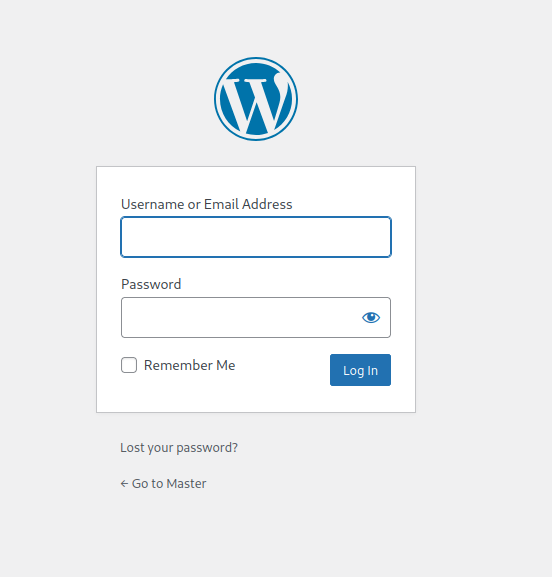 Username or Email Address
Password
Remember Me
Log In
Lost your password?
← Go to Master